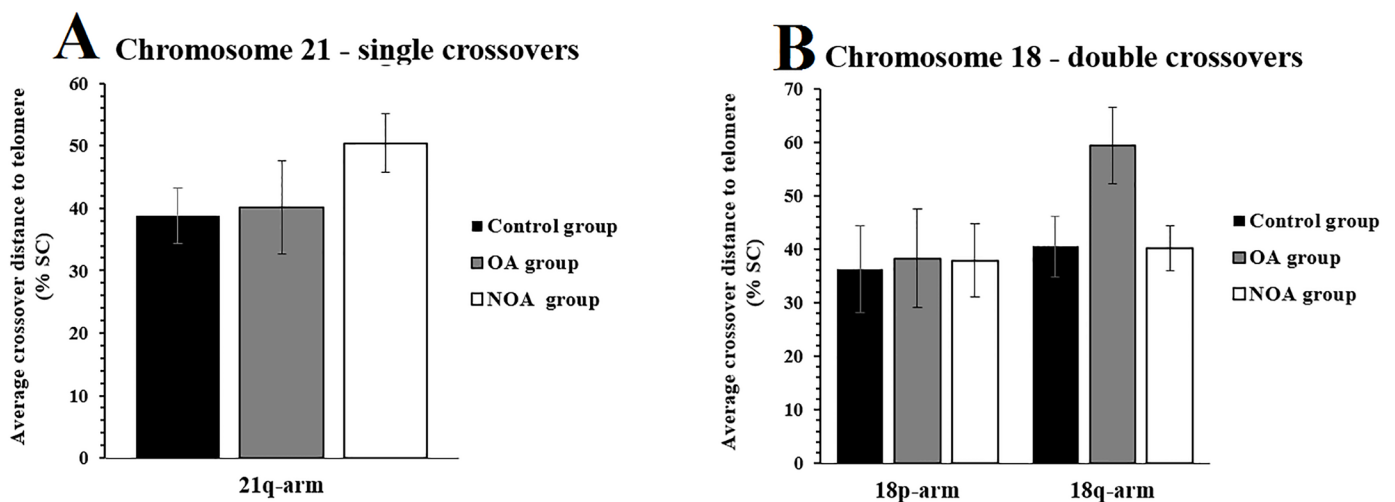 A Chromosome 21 - single crossovers
Average crossover distance to telomere
(% SC)
60
50
40
30
20
10
0
21q-arm
Control group
OA group
NOA group
B Chromosome 18 - double crossovers
Average crossover distance to telomere
(% SC)
70
60
50
40
30
20
10
0
18p-arm
18q-arm
Control group
OA group
NOA group